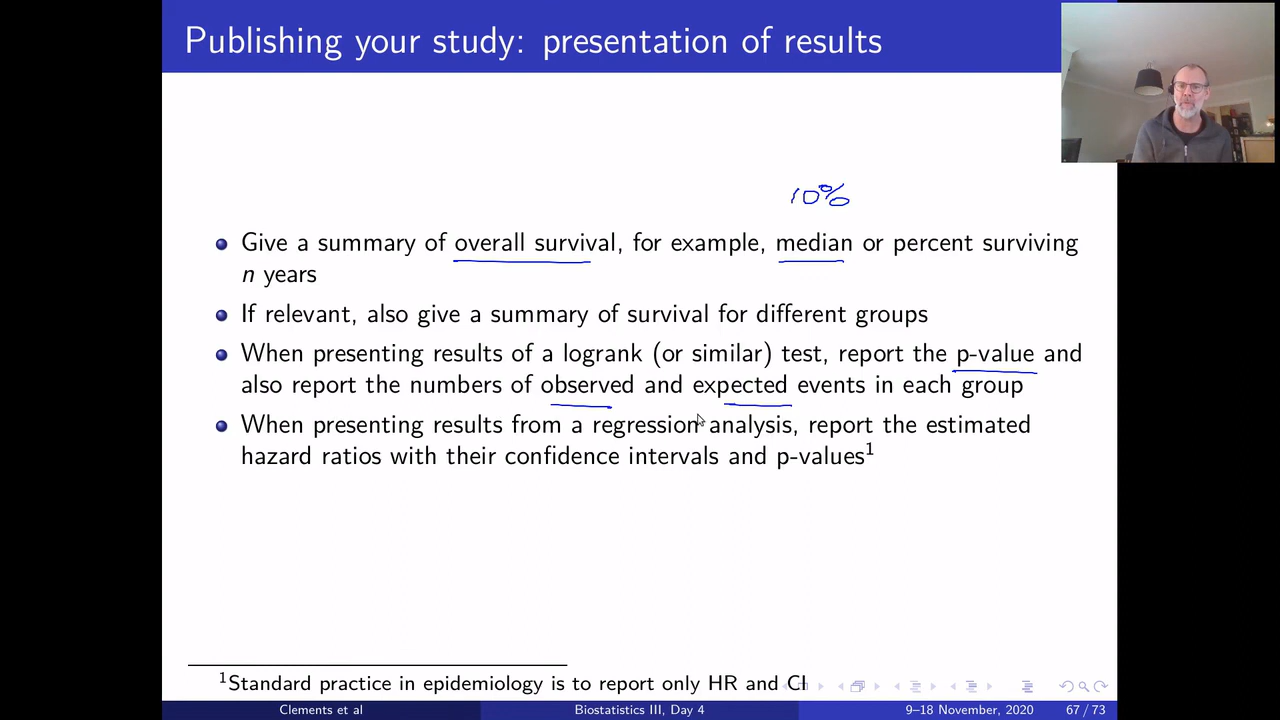 Publishing your study: presentation of results
10%
Give a summary of overall survival, for example, median or percent surviving
n years
If relevant, also give a summary of survival for different groups
When presenting results of a logrank (or similar) test, report the p-value and
also report the numbers of observed and expected events in each group
When presenting results from a regression analysis, report the estimated
hazard ratios with their confidence intervals and p-values¹
¹Standard practice in epidemiology is to report only HR and CI
Clements et al
Biostatistics III, Day 4
9–18 November, 2020
67 / 73